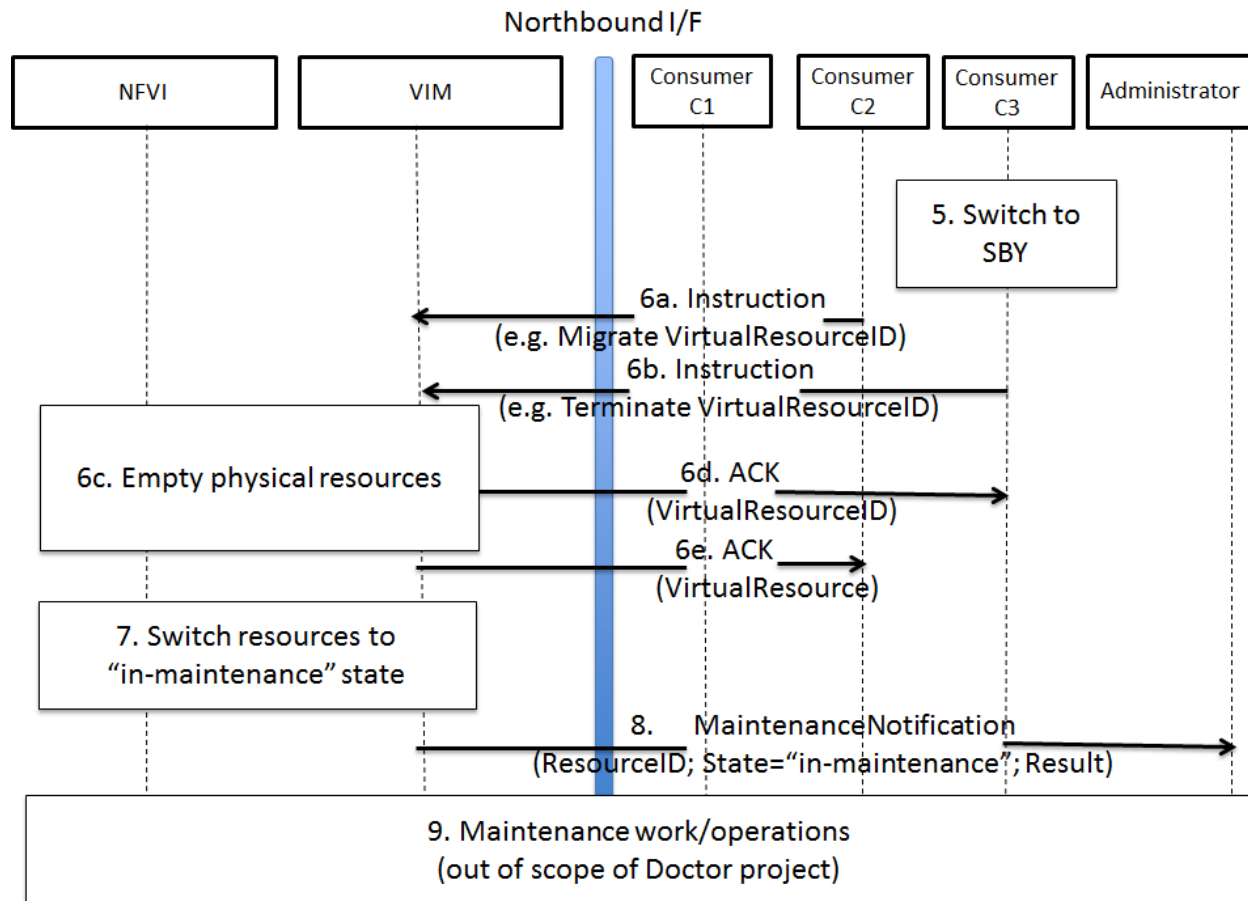 Northbound I/F
NFVI
VIM
Consumer
C1
Consumer
C2
Consumer
C3
Administrator
5. Switch to
SBY
6a. Instruction
(e.g. Migrate VirtualResourceID)
6b. Instruction
(e.g. Terminate VirtualResourceID)
6c. Empty physical resources
6d. ACK
(VirtualResourceID)
6e. ACK
(VirtualResource)
7. Switch resources to
“in-maintenance” state
8. MaintenanceNotification
(ResourceID; State=“in-maintenance”; Result)
9. Maintenance work/operations
(out of scope of Doctor project)